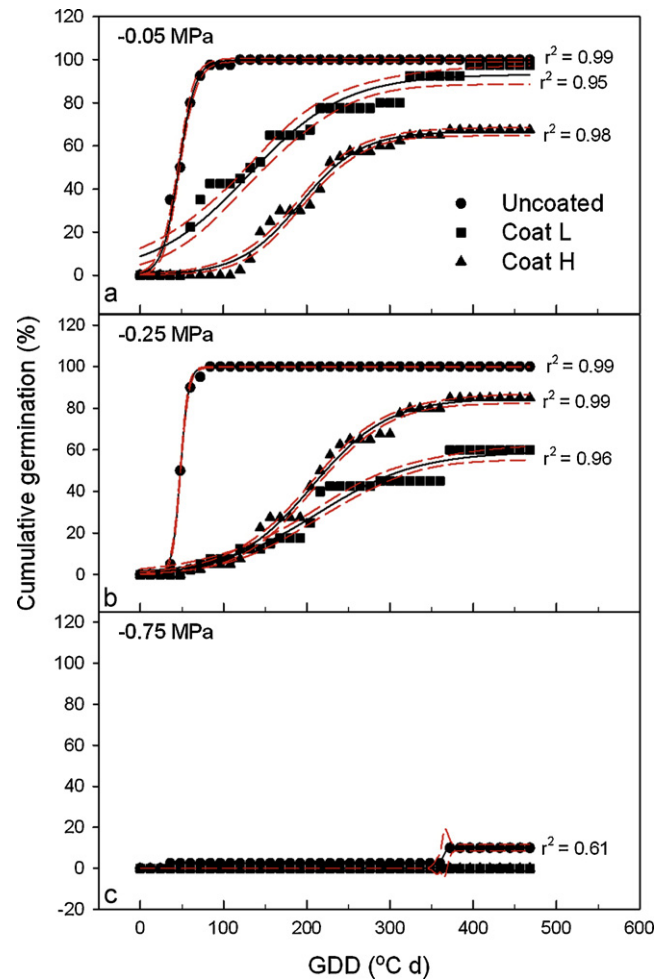 120
-0.05 MPa
100
r² = 0.99
80
r² = 0.95
60
r² = 0.98
40
Uncoated
Coat L
20
Coat H
0
a
120
-0.25 MPa
100
r² = 0.99
80
r² = 0.99
60
r² = 0.96
40
20
0
b
Cumulative germination (%)
120
-0.75 MPa
100
80
60
40
20
r² = 0.61
0
c
-20
0 100 200 300 400 500 600
GDD (ºC d)